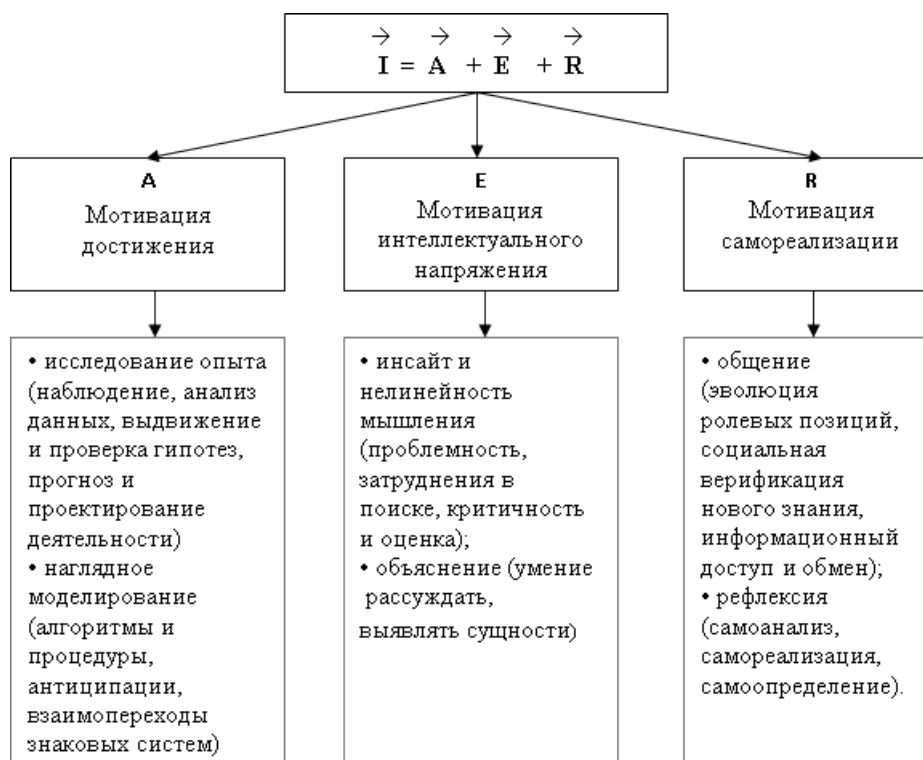 → → → →
I = A + E + R
A
Мотивация
достижения
E
Мотивация
интеллектуального
напряжения
R
Мотивация
самореализации
• исследование опыта
(наблюдение, анализ
данных, выдвижение
и проверка гипотез,
прогноз и
проектирование
деятельности)
• наглядное
моделирование
(алгоритмы и
процедуры,
антиципации,
взаимопереходы
знаковых систем)
• инсайт и
нелинейность
мышления
(проблемность,
затруднения в
поиске, критичность
и оценка);
• объяснение (умение
рассуждать,
выявлять сущности)
• общение
(эволюция
ролевых позиций,
социальная
верификация
нового знания,
информационный
доступ и обмен);
• рефлексия
(самоанализ,
самореализация,
самоопределение).